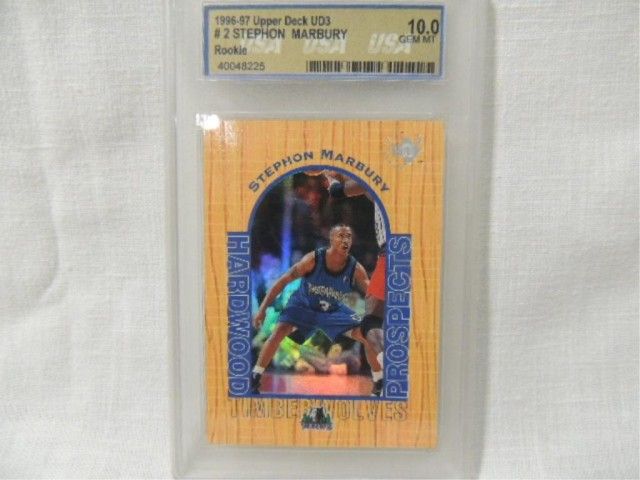 1996-97 Upper Deck UD3
# 2 STEPHON MARBURY
Rookie
40048225
10.0
GEM MT
USA USA USA
STEPHON MARBURY
HARDWOOD
PROSPECTS
3
TIMBERWOLVES